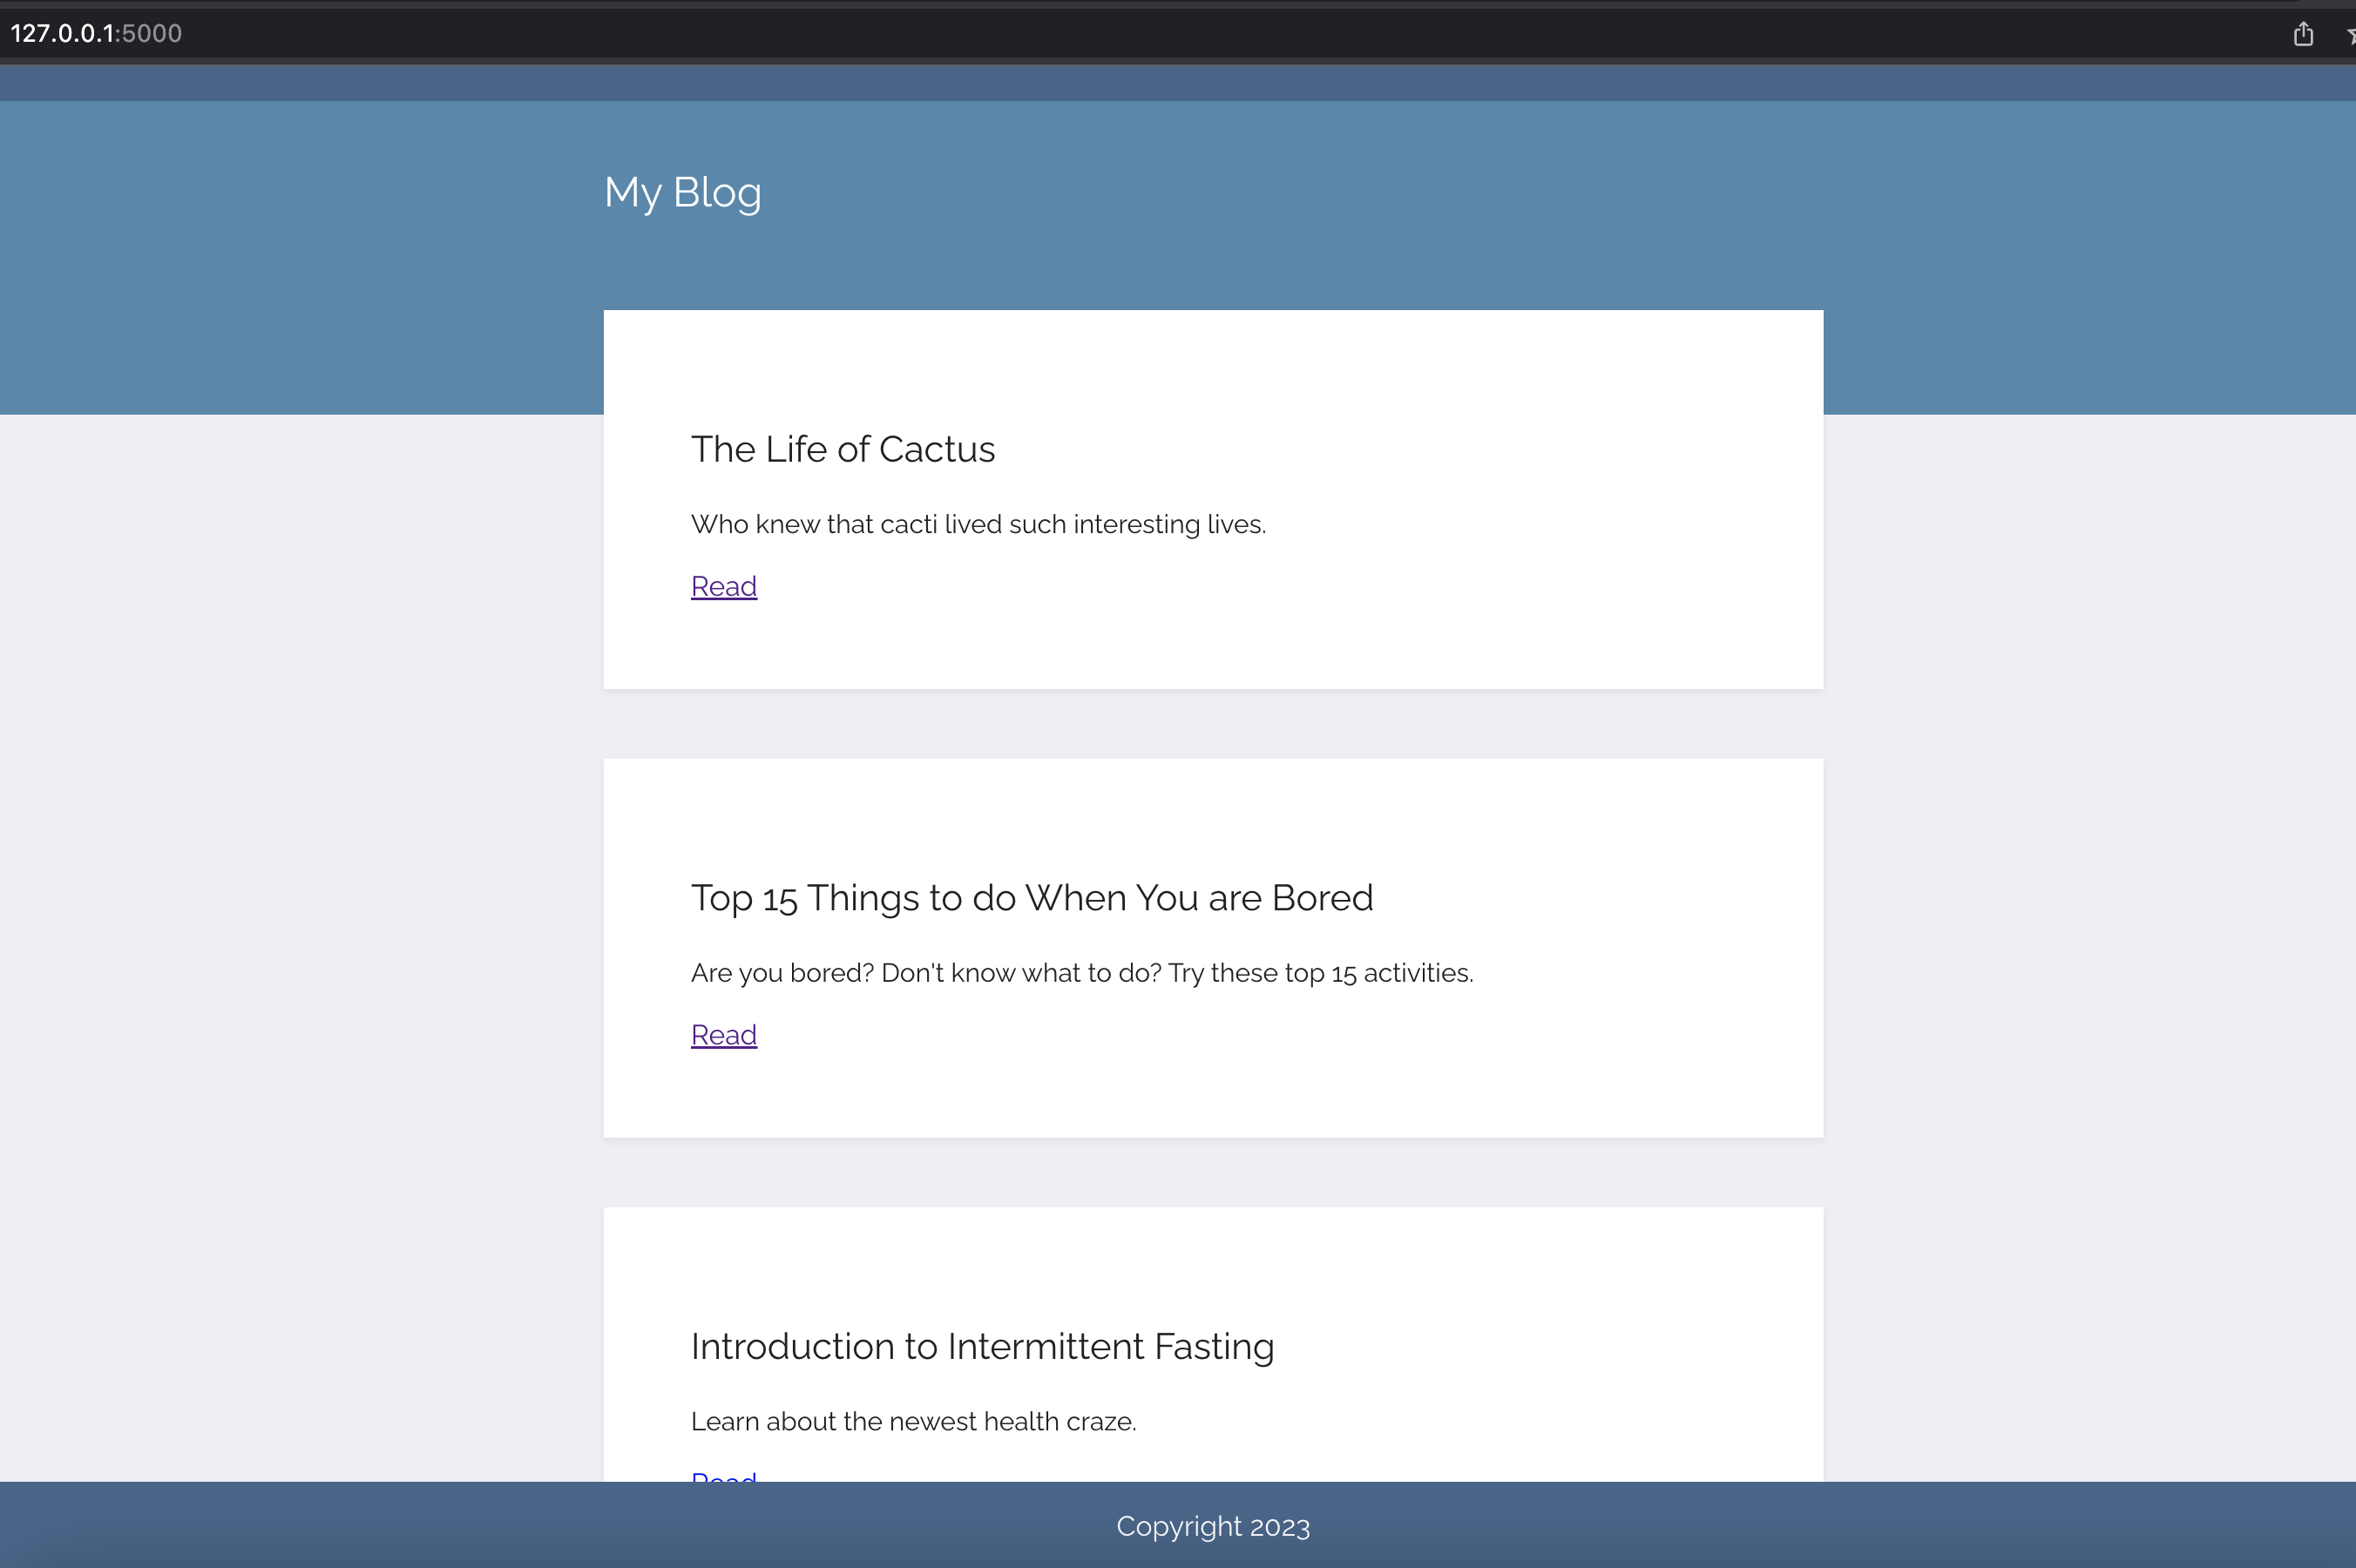 127.0.0.1:5000
My Blog
The Life of Cactus
Who knew that cacti lived such interesting lives.
Read
Top 15 Things to do When You are Bored
Are you bored? Don't know what to do? Try these top 15 activities.
Read
Introduction to Intermittent Fasting
Learn about the newest health craze.
Read
Copyright 2023